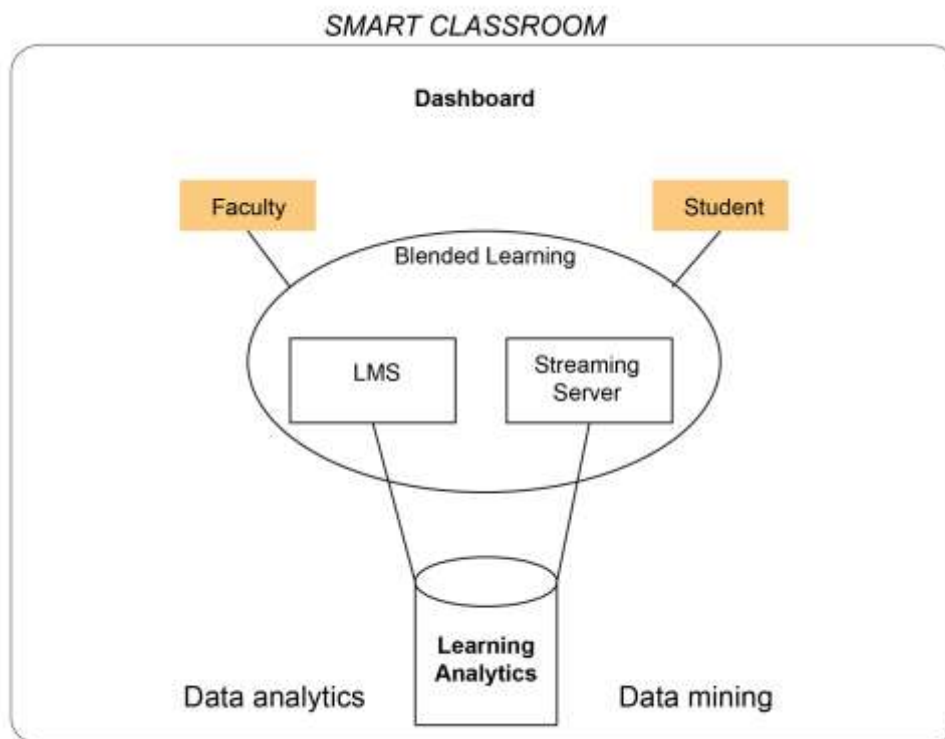 SMART CLASSROOM
Dashboard
Faculty
Student
Blended Learning
LMS
Streaming
Server
Learning
Analytics
Data analytics
Data mining